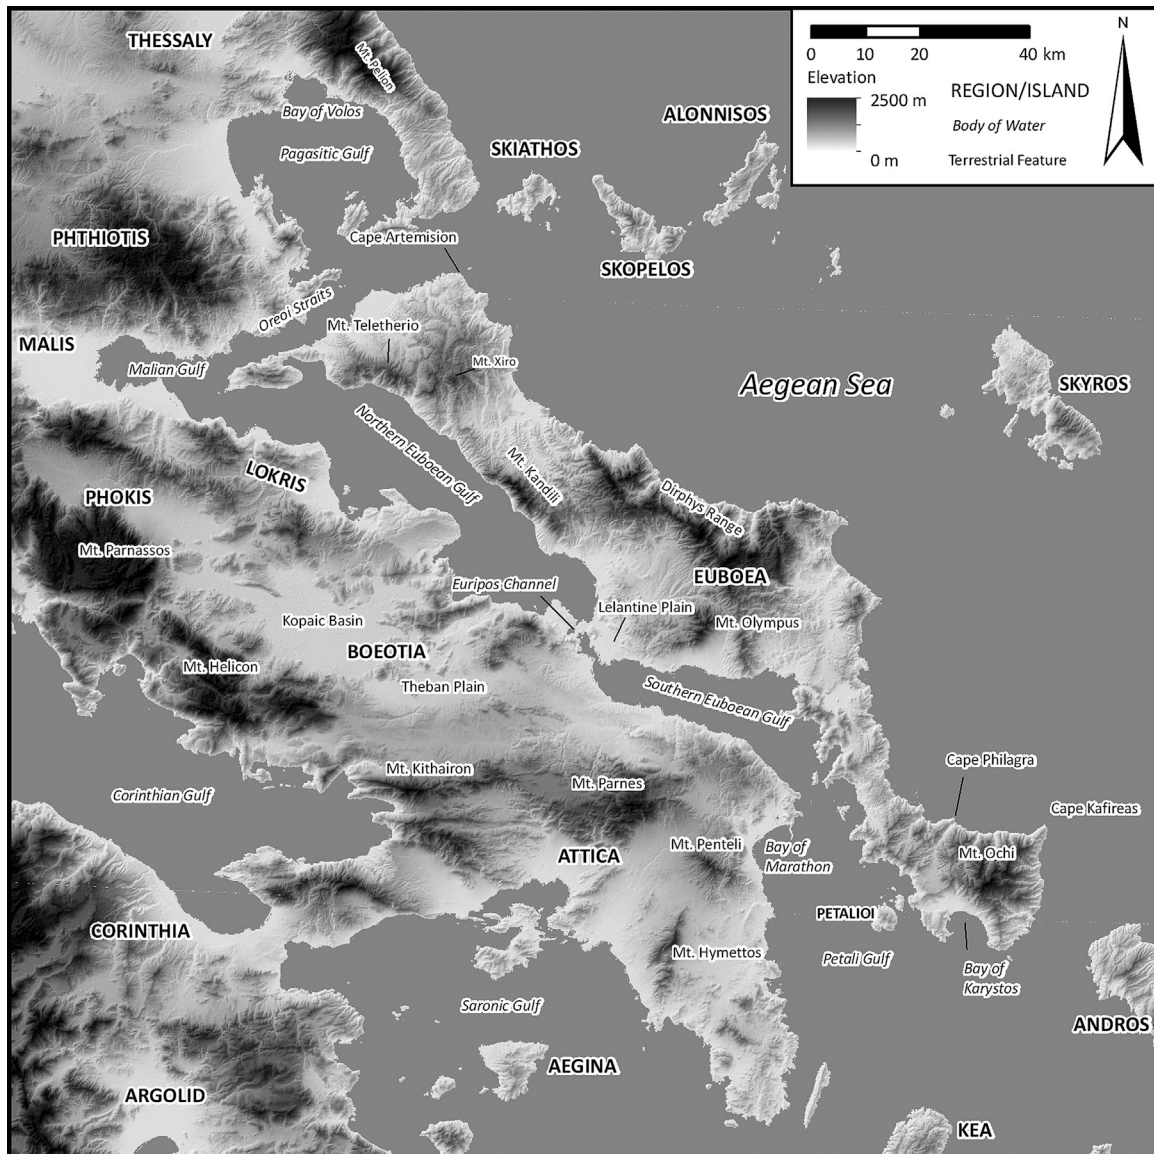 THESSALY
Mt. Pelion
Bay of Volos
Pagasitic Gulf
SKIATHOS
ALONNISOS
0 10 20 40 km
N
Elevation
2500 m
0 m
REGION/ISLAND
Body of Water
Terrestrial Feature
PHTHIOTIS
Cape Artemision
SKOPELOS
Oreoi Straits
Mt. Teletherio
MALIS
Malian Gulf
Mt. Xiro
Aegean Sea
SKYROS
Northern Euboean Gulf
Mt. Kandili
LOKRIS
PHOKIS
Dirphys Range
Mt. Parnassos
EUBOEA
Euripos Channel
Lelantine Plain
Kopaic Basin
Mt. Olympus
BOEOTIA
Mt. Helicon
Theban Plain
Southern Euboean Gulf
Cape Philagra
Mt. Kithairon
Mt. Parnes
Corinthian Gulf
Cape Kafireas
Mt. Penteli
Bay of
Marathon
Mt. Ochi
ATTICA
PETALIOI
CORINTHIA
Mt. Hymettos
Petali Gulf
Bay of
Karystos
Saronic Gulf
ANDROS
AEGINA
ARGOLID
KEA